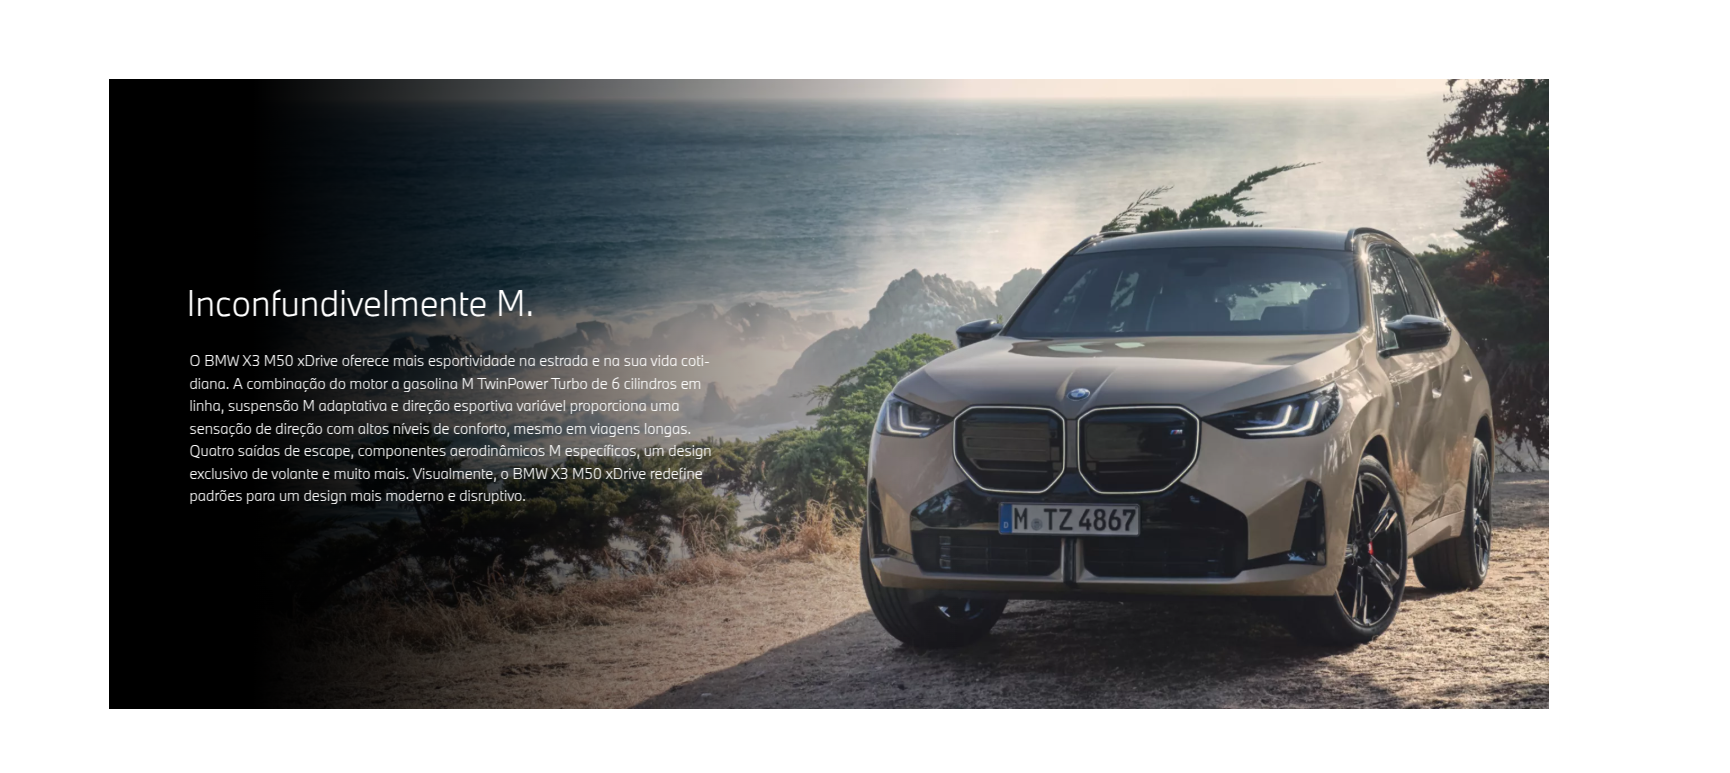 Inconfundivelmente M.
O BMW X3 M50 xDrive oferece mais esportividade na estrada e na sua vida coti-
diana. A combinação do motor a gasolina M TwinPower Turbo de 6 cilindros em
linha, suspensão M adaptativa e direção esportiva variável proporciona uma
sensação de direção com altos níveis de conforto, mesmo em viagens longas.
Quatro saídas de escape, componentes aerodinâmicos M específicos, um design
exclusivo de volante e muito mais. Visualmente, o BMW X3 M50 xDrive redefine
padrões para um design mais moderno e disruptivo.
M TZ 4867